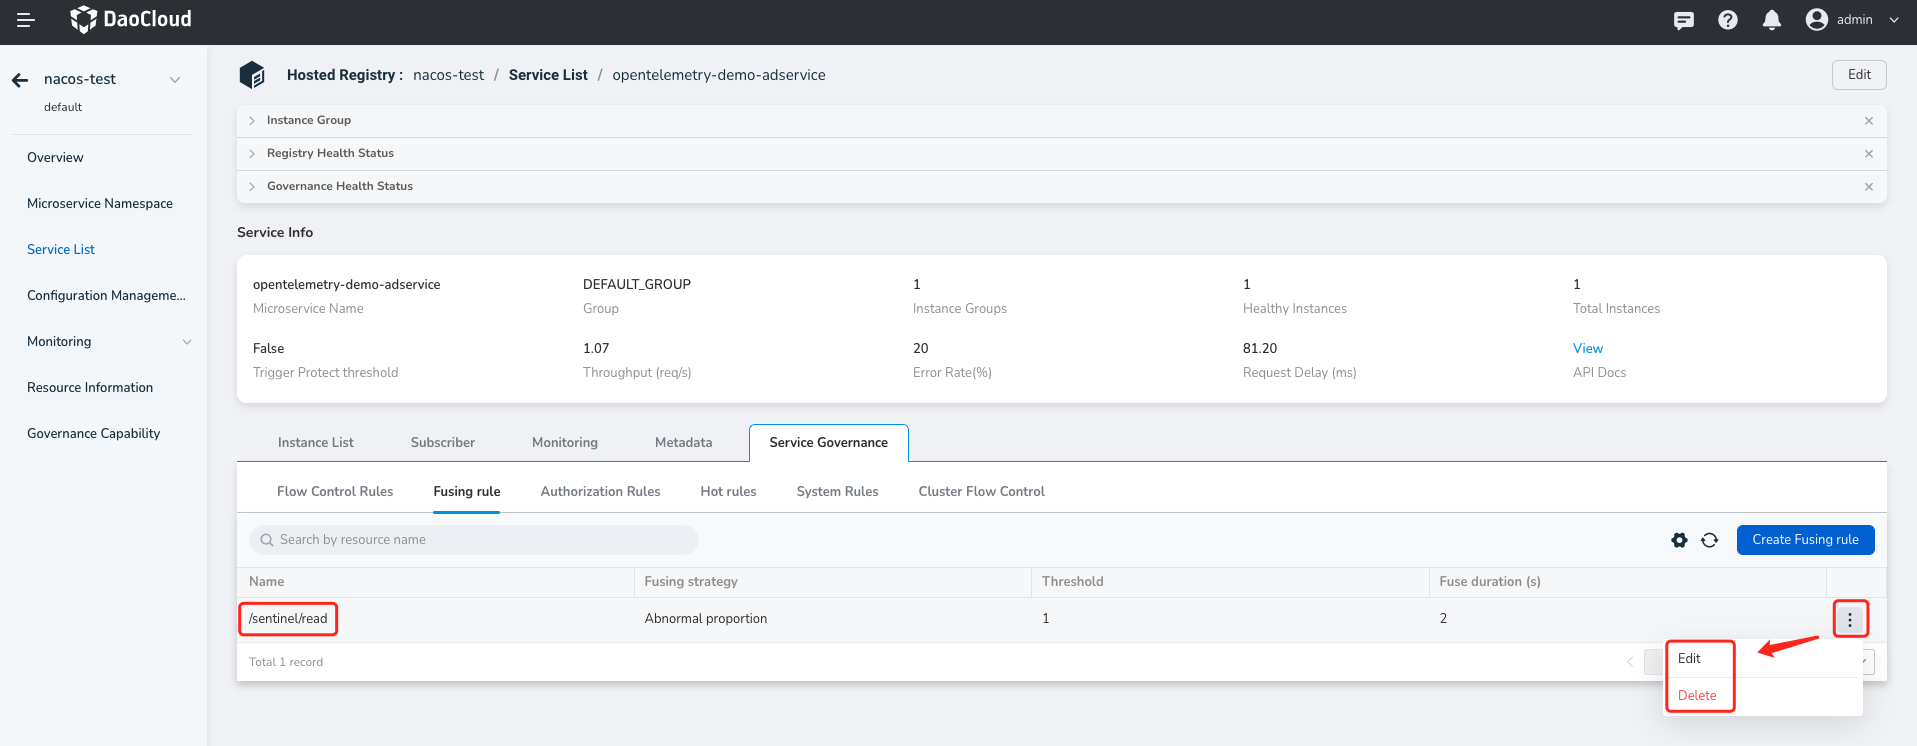 DaoCloud
admin
nacos-test
default
Overview
Microservice Namespace
Service List
Configuration Manageme...
Monitoring
Resource Information
Governance Capability
Hosted Registry : nacos-test / Service List / opentelemetry-demo-adservice
Edit
Instance Group
Registry Health Status
Governance Health Status
Service Info
opentelemetry-demo-adservice DEFAULT_GROUP 1 1 1
Microservice Name Group Instance Groups Healthy Instances Total Instances
False 1.07 20 81.20 View
Trigger Protect threshold Throughput (req/s) Error Rate(%) Request Delay (ms) API Docs
Instance List Subscriber Monitoring Metadata Service Governance
Flow Control Rules Fusing rule Authorization Rules Hot rules System Rules Cluster Flow Control
Search by resource name
Create Fusing rule
Name Fusing strategy Threshold Fuse duration (s)
/sentinel/read Abnormal proportion 1 2
Total 1 record
Edit
Delete